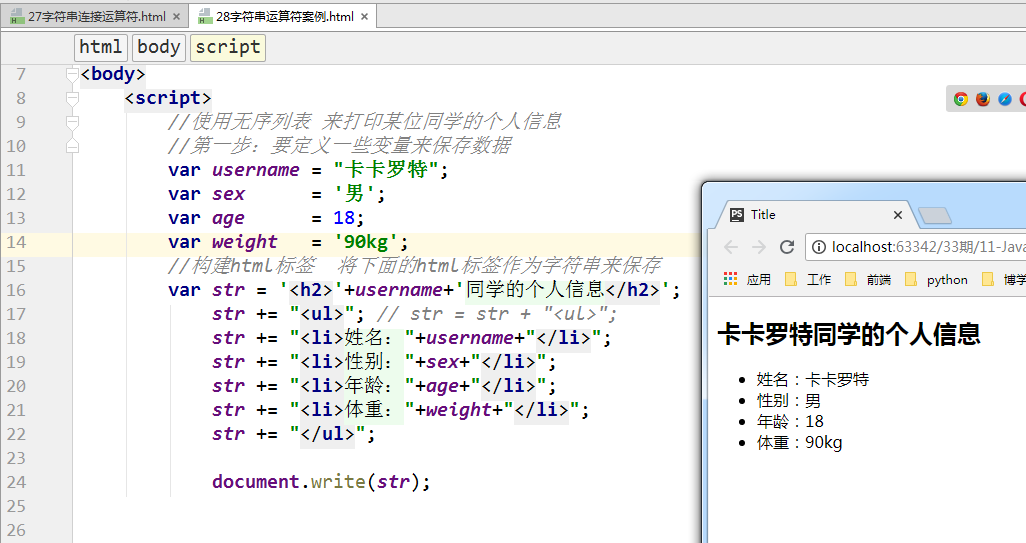 27字符串连接运算符.html × 28字符串运算符案例.html ×
html body script
7 <body>
8 <script>
9 //使用无序列表 来打印某位同学的个人信息
10 //第一步：要定义一些变量来保存数据
11 var username = "卡卡罗特";
12 var sex = '男';
13 var age = 18;
14 var weight = '90kg';
15 //构建html标签 将下面的html标签作为字符串来保存
16 var str = '<h2>'+username+'同学的个人信息</h2>';
17 str += "<ul>"; // str = str + "<ul>";
18 str += "<li>姓名："+username+"</li>";
19 str += "<li>性别："+sex+"</li>";
20 str += "<li>年龄："+age+"</li>";
21 str += "<li>体重："+weight+"</li>";
22 str += "</ul>";
23
24 document.write(str);
25
26
PS Title ×
localhost:63342/33期/11-Java
应用 工作 前端 python 博学
卡卡罗特同学的个人信息
• 姓名：卡卡罗特
• 性别：男
• 年龄：18
• 体重：90kg